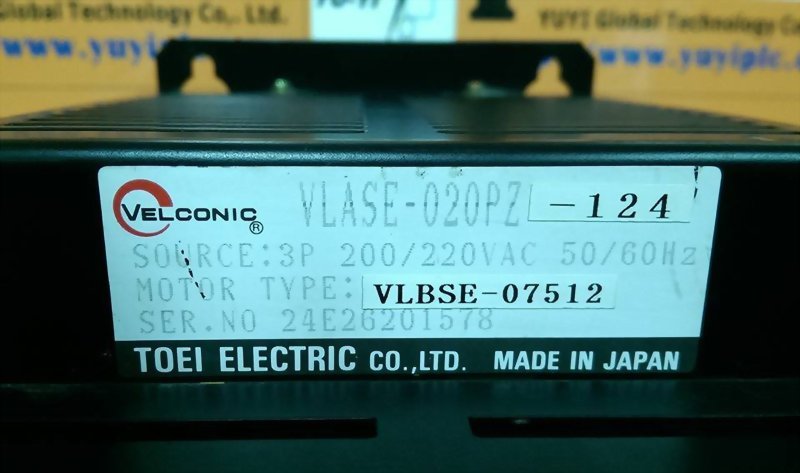 Global Technology Co., Ltd.
www.yuyi
YUYI Global Technology Co.
www.yuyiplc.com
VELCONIC ® VLASE-020PZ -124
SOURCE:3P 200/220VAC 50/60Hz
MOTOR TYPE: VLBSE-07512
SER.NO 24E26201578
TOEI ELECTRIC CO.,LTD. MADE IN JAPAN